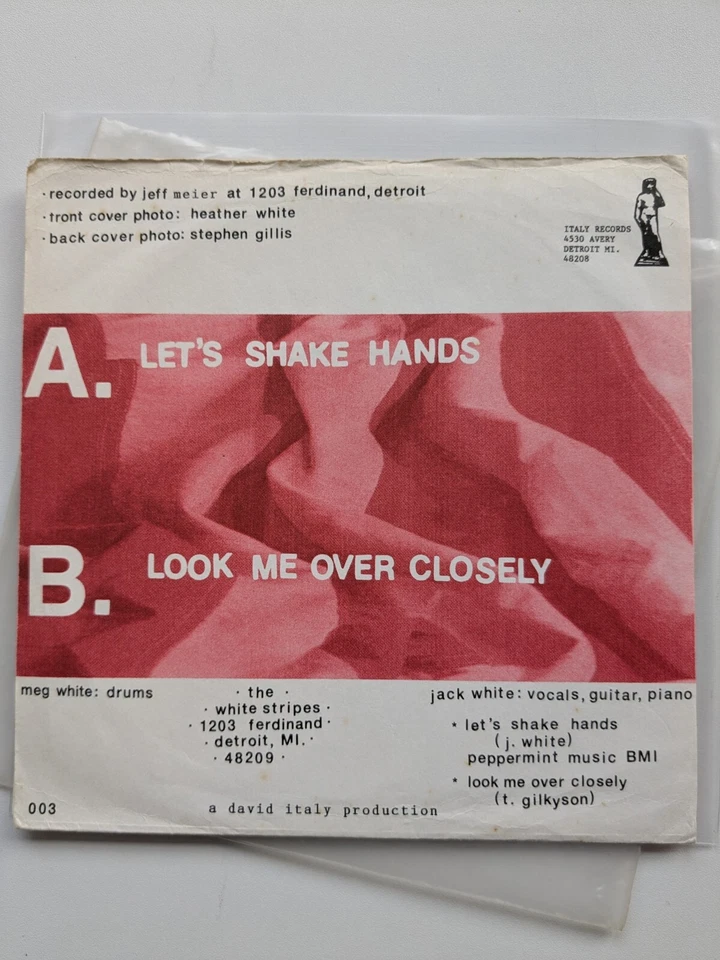 ·recorded by jeff meier at 1203 ferdinand, detroit
·front cover photo: heather white
·back cover photo: stephen gillis
ITALY RECORDS
4530 AVERY
DETROIT MI.
48208
A. LET'S SHAKE HANDS
B. LOOK ME OVER CLOSELY
meg white: drums
· the ·
· white stripes ·
· 1203 ferdinand ·
· detroit, MI. ·
· 48209 ·
jack white: vocals, guitar, piano
* let's shake hands
(j. white)
peppermint music BMI
* look me over closely
(t. gilkyson)
003
a david italy production